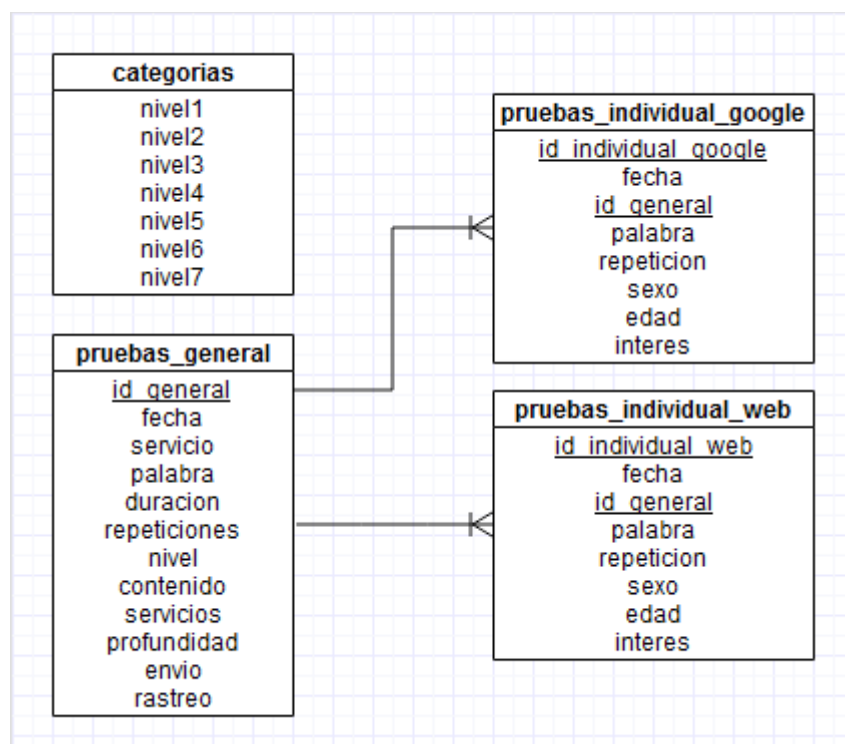 categorias
nivel1
nivel2
nivel3
nivel4
nivel5
nivel6
nivel7
pruebas_general
id_general
fecha
servicio
palabra
duracion
repeticiones
nivel
contenido
servicios
profundidad
envio
rastreo
pruebas_individual_google
id_individual_google
fecha
id_general
palabra
repeticion
sexo
edad
interes
pruebas_individual_web
id_individual_web
fecha
id_general
palabra
repeticion
sexo
edad
interes